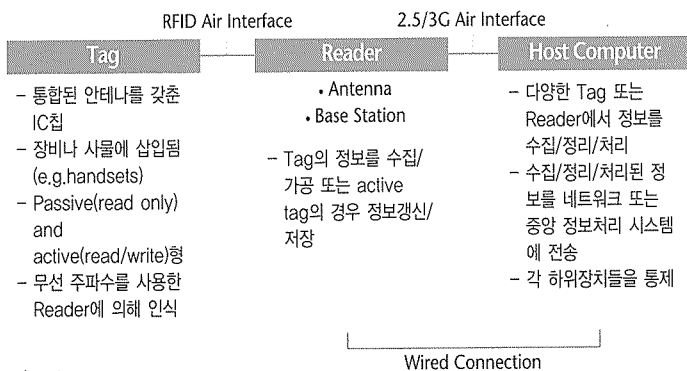 RFID Air Interface
2.5/3G Air Interface
Tag
Reader
Host Computer
– 통합된 안테나를 갖춘
IC칩
– 장비나 사물에 삽입됨
(e.g.handsets)
– Passive(read only)
and
active(read/write)형
– 무선 주파수를 사용한
Reader에 의해 인식
• Antenna
• Base Station
– Tag의 정보를 수집/
가공 또는 active
tag의 경우 정보갱신/
저장
– 다양한 Tag 또는
Reader에서 정보를
수집/정리/처리
– 수집/정리/처리된 정
보를 네트워크 또는
중앙 정보처리 시스템
에 전송
– 각 하위장치들을 통제
Wired Connection